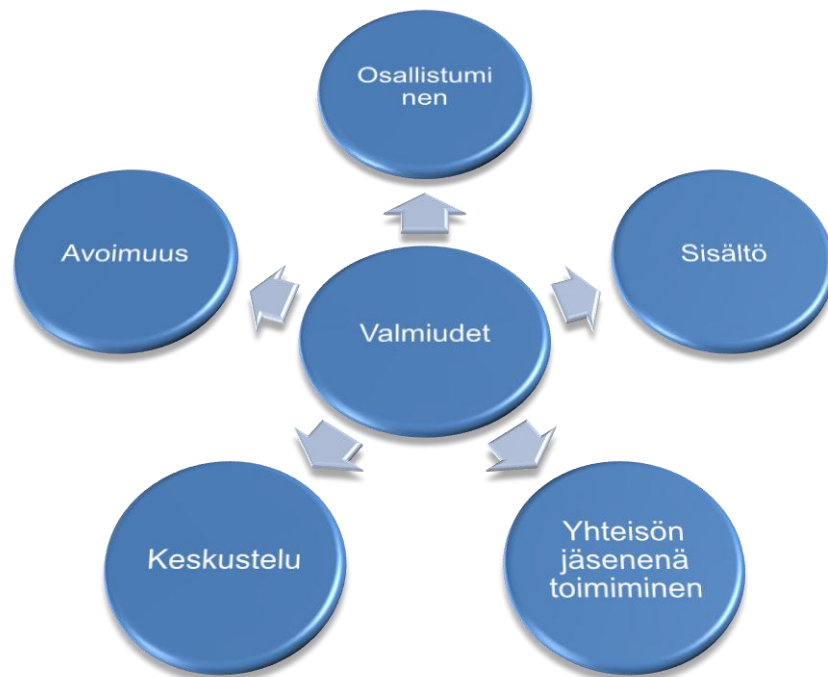 Osallistumi
nen
Avoimuus
Sisältö
Valmiudet
Keskustelu
Yhteisön
jäsenenä
toimiminen